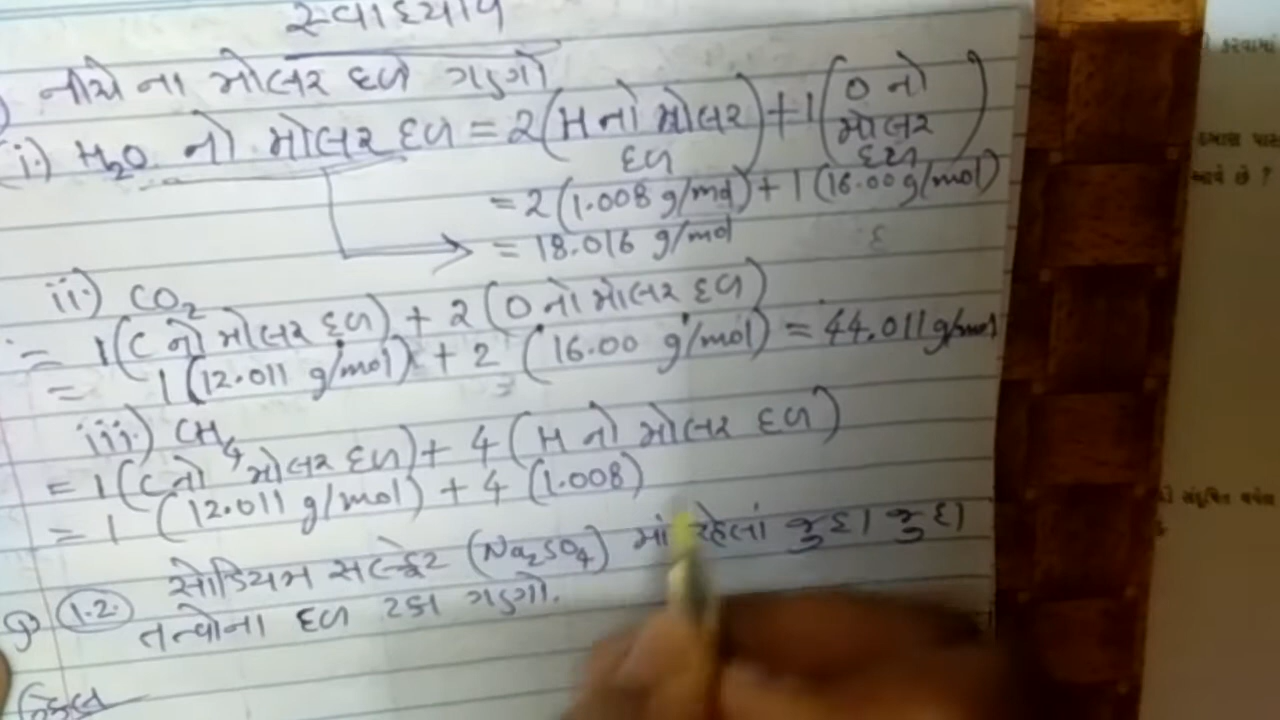 સ્વાધ્યાય
નીચે ના મોલર દળ ગણો
(i.) H₂O નો મોલર દળ = 2(H નો મોલર દળ) + 1(O નો મોલર દળ)
= 2(1.008 g/mol) + 1(16.00 g/mol)
= 18.016 g/mol
ii.) CO₂
= 1(C નો મોલર દળ) + 2(O નો મોલર દળ)
= 1(12.011 g/mol) + 2 (16.00 g/mol) = 44.011 g/mol
iii.) CH₄
= 1(C નો મોલર દળ) + 4(H નો મોલર દળ)
= 1 (12.011 g/mol) + 4 (1.008)
1.2. સોડિયમ સલ્ફેટ (Na₂SO₄) માં રહેલાં જુદા જુદા
તત્વોના દળ ટકા ગણો.
ઉકેલ
કરવામાં
આવે છે ?